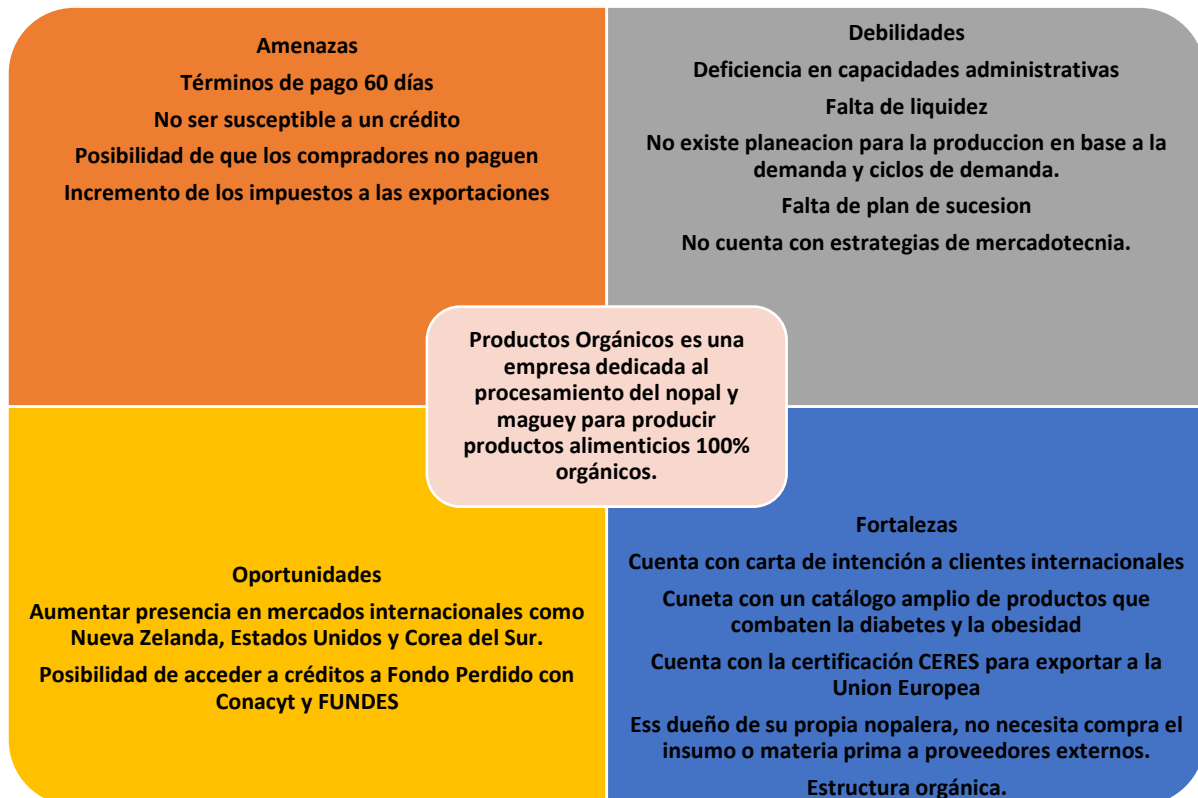 Amenazas
Términos de pago 60 días
No ser susceptible a un crédito
Posibilidad de que los compradores no paguen
Incremento de los impuestos a las exportaciones
Debilidades
Deficiencia en capacidades administrativas
Falta de liquidez
No existe planeacion para la produccion en base a la
demanda y ciclos de demanda.
Falta de plan de sucesion
No cuenta con estrategias de mercadotecnia.
Productos Orgánicos es una
empresa dedicada al
procesamiento del nopal y
maguey para producir
productos alimenticios 100%
orgánicos.
Oportunidades
Aumentar presencia en mercados internacionales como
Nueva Zelanda, Estados Unidos y Corea del Sur.
Posibilidad de acceder a créditos a Fondo Perdido con
Conacyt y FUNDES
Fortalezas
Cuenta con carta de intención a clientes internacionales
Cuneta con un catálogo amplio de productos que
combaten la diabetes y la obesidad
Cuenta con la certificación CERES para exportar a la
Union Europea
Ess dueño de su propia nopalera, no necesita compra el
insumo o materia prima a proveedores externos.
Estructura orgánica.